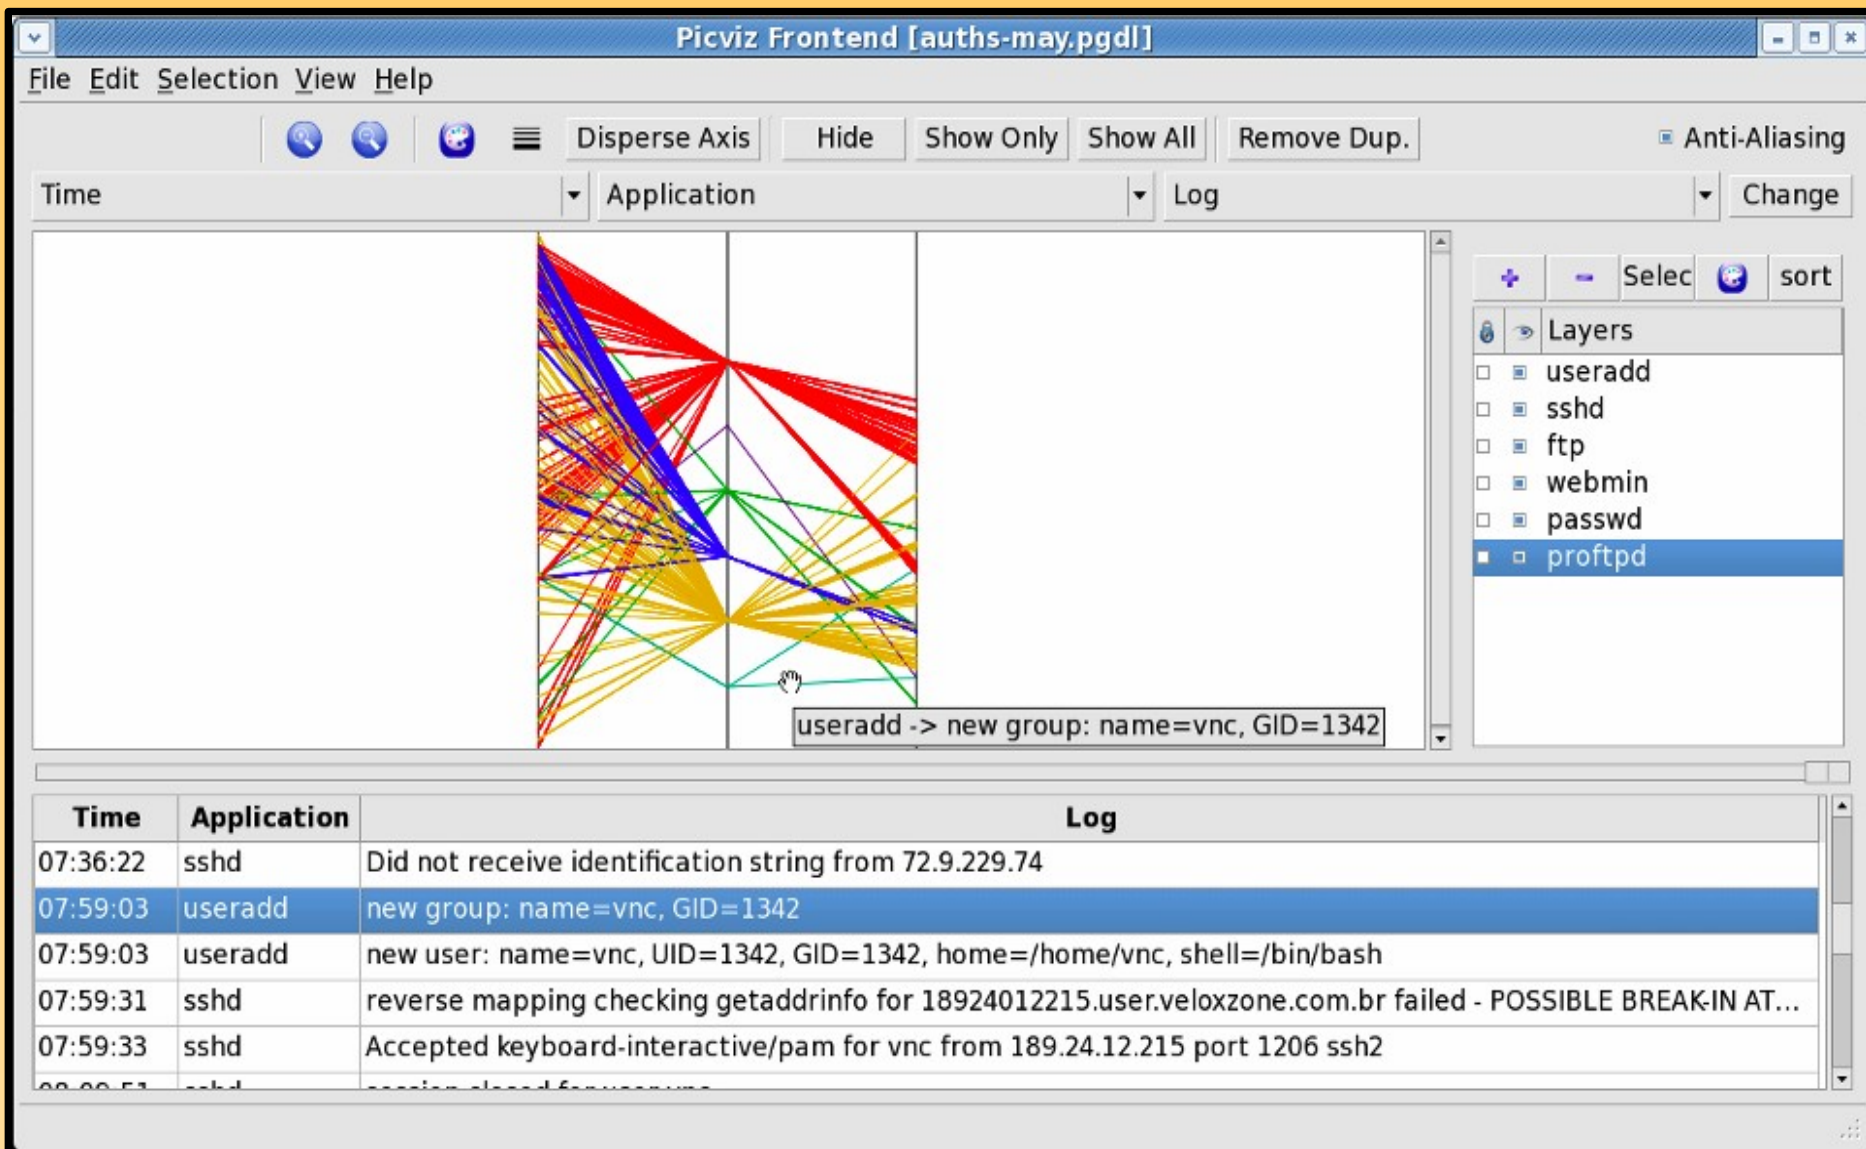 Picviz Frontend [auths-may.pgdl]
File Edit Selection View Help
Disperse Axis Hide Show Only Show All Remove Dup. Anti-Aliasing
Time Application Log Change
Selec sort
Layers
useradd
sshd
ftp
webmin
passwd
proftpd
useradd -> new group: name=vnc, GID=1342
Time Application Log
07:36:22 sshd Did not receive identification string from 72.9.229.74
07:59:03 useradd new group: name=vnc, GID=1342
07:59:03 useradd new user: name=vnc, UID=1342, GID=1342, home=/home/vnc, shell=/bin/bash
07:59:31 sshd reverse mapping checking getaddrinfo for 18924012215.user.veloxzone.com.br failed - POSSIBLE BREAK-IN AT...
07:59:33 sshd Accepted keyboard-interactive/pam for vnc from 189.24.12.215 port 1206 ssh2